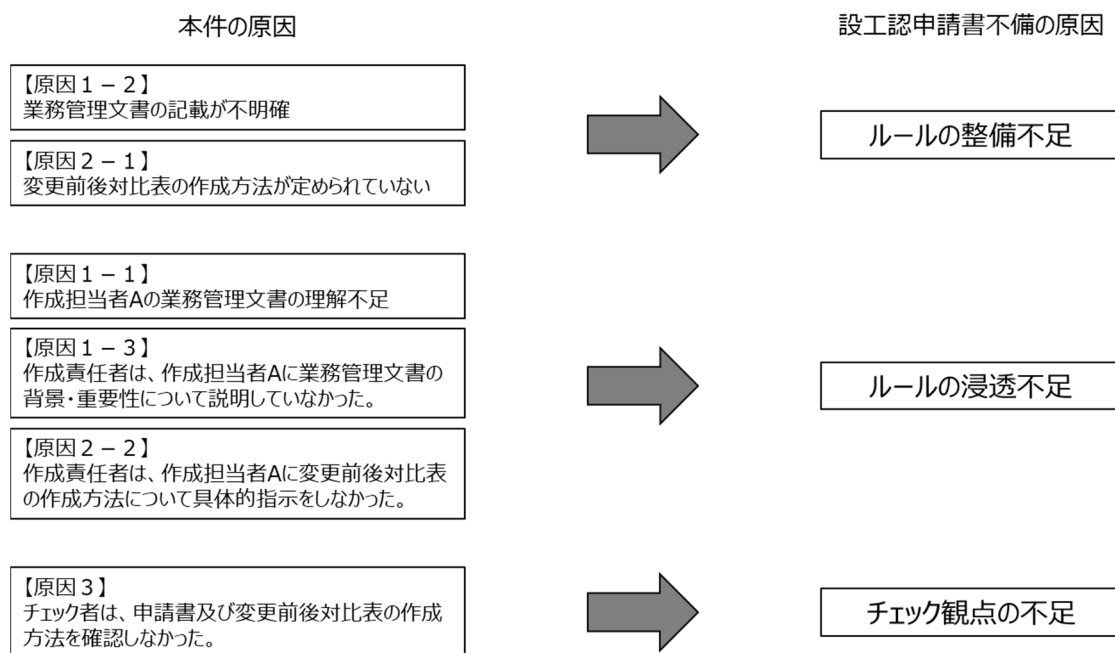 本件の原因
設工認申請書不備の原因
【原因1－2】
業務管理文書の記載が不明確
【原因2－1】
変更前後対比表の作成方法が定められていない
ルールの整備不足
【原因1－1】
作成担当者Aの業務管理文書の理解不足
【原因1－3】
作成責任者は、作成担当者Aに業務管理文書の
背景・重要性について説明していなかった。
【原因2－2】
作成責任者は、作成担当者Aに変更前後対比表
の作成方法について具体的指示をしなかった。
ルールの浸透不足
【原因3】
チェック者は、申請書及び変更前後対比表の作成
方法を確認しなかった。
チェック観点の不足